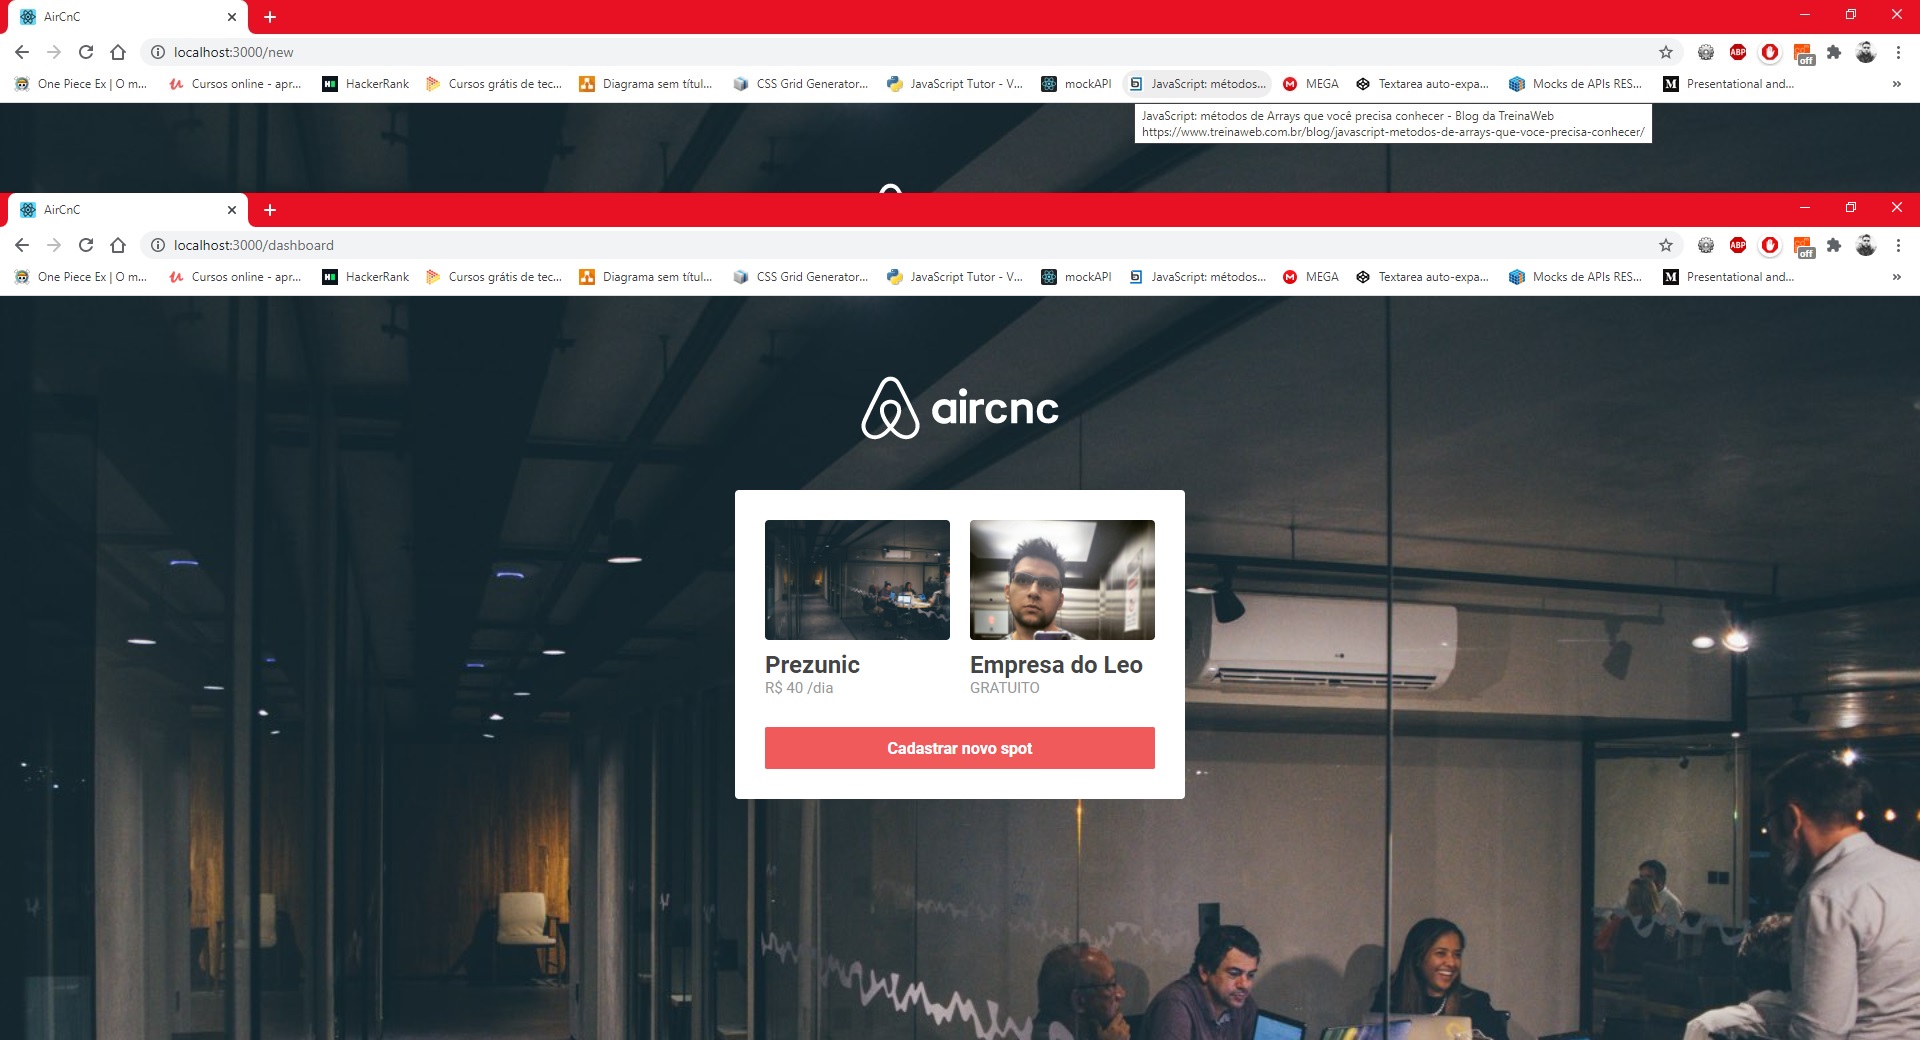 AirCnC
localhost:3000/new
ABP
off
One Piece Ex | O m...
Cursos online - apr...
HackerRank
Cursos grátis de tec...
Diagrama sem títul...
CSS Grid Generator...
JavaScript Tutor - V...
mockAPI
JavaScript: métodos...
MEGA
Textarea auto-expa...
Mocks de APIs RES...
Presentational and...
JavaScript: métodos de Arrays que você precisa conhecer - Blog da TreinaWeb
https://www.treinaweb.com.br/blog/javascript-metodos-de-arrays-que-voce-precisa-conhecer/
AirCnC
localhost:3000/dashboard
ABP
off
One Piece Ex | O m...
Cursos online - apr...
HackerRank
Cursos grátis de tec...
Diagrama sem títul...
CSS Grid Generator...
JavaScript Tutor - V...
mockAPI
JavaScript: métodos...
MEGA
Textarea auto-expa...
Mocks de APIs RES...
Presentational and...
aircnc
Prezunic
R$ 40 /dia
Empresa do Leo
GRATUITO
Cadastrar novo spot